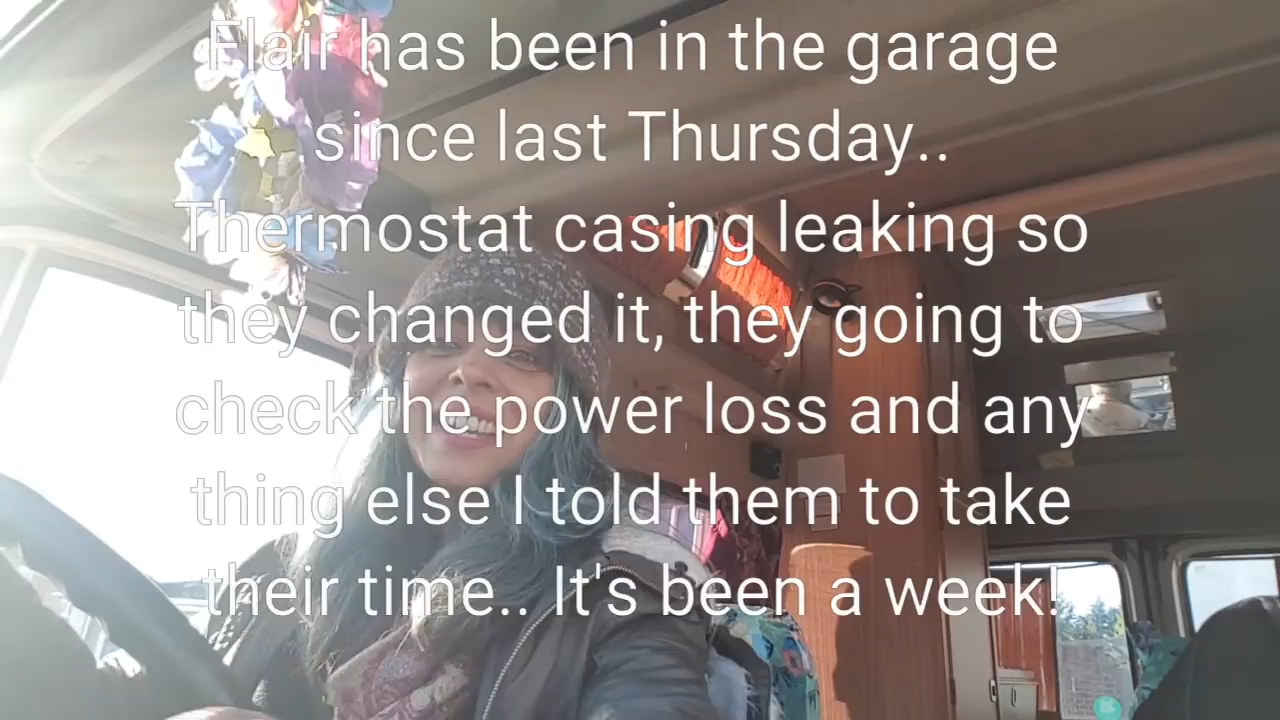 Flair has been in the garage
since last Thursday..
Thermostat casing leaking so
they changed it, they going to
check the power loss and any
thing else I told them to take
their time.. It's been a week!